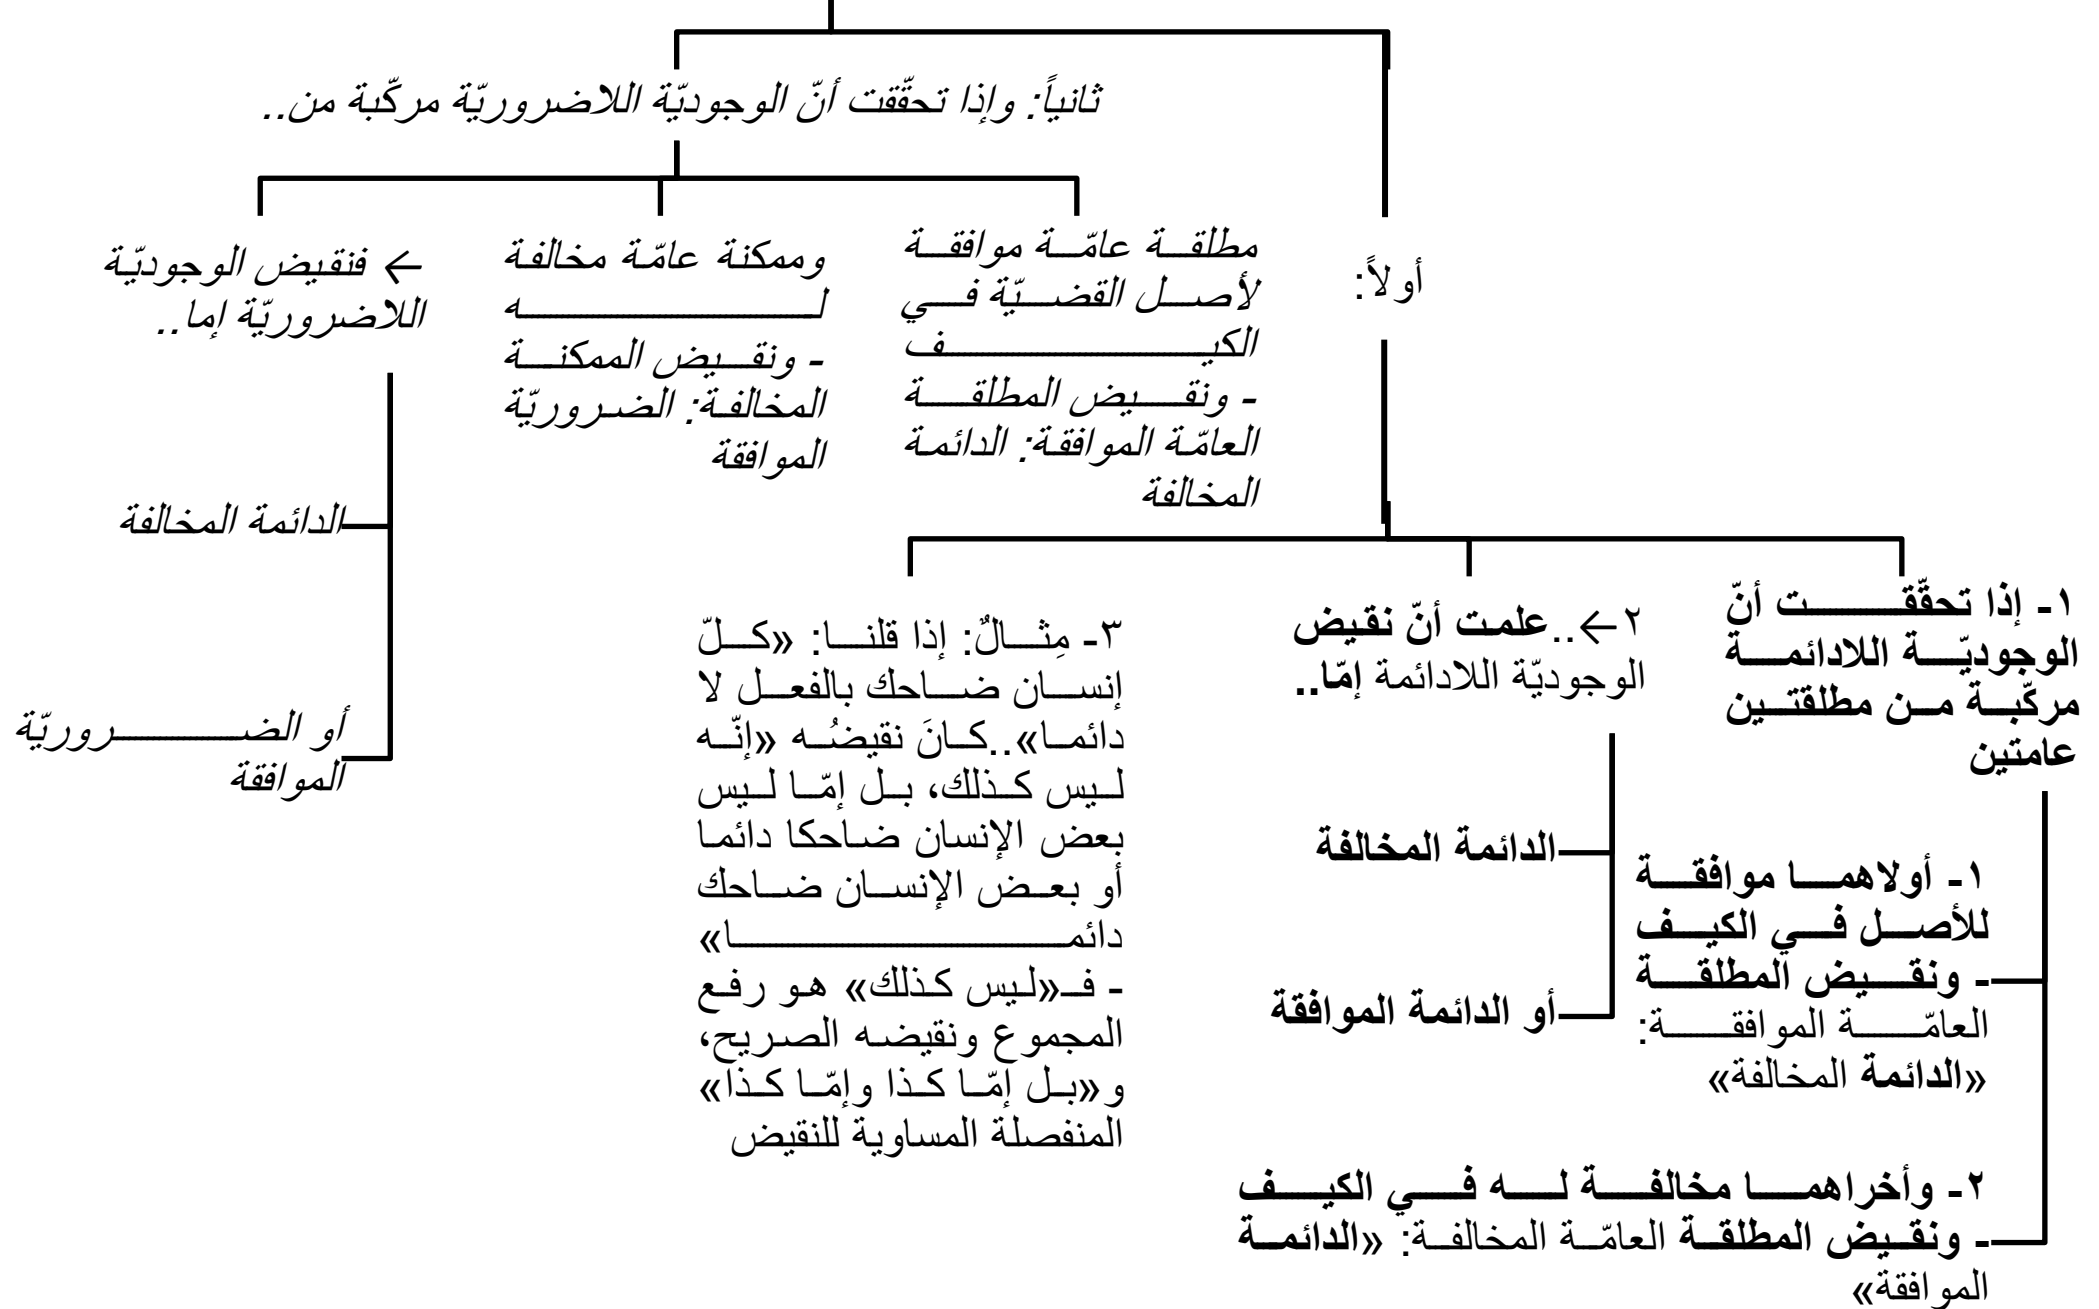 أولاً:
١- إذا تحقّقت أنّ
الوجوديّة اللادائمة
مركّبة من مطلقتين
عامتين
١- أولاهما موافقة
للأصل في الكيف
- ونقيض المطلقة
العامّة الموافقة:
«الدائمة المخالفة»
٢- وأخراهما مخالفة له في الكيف
- ونقيض المطلقة العامّة المخالفة: «الدائمة
الموافقة»
٢←..علمت أنّ نقيض
الوجوديّة اللادائمة إمّا..
الدائمة المخالفة
أو الدائمة الموافقة
٣- مِثالٌ: إذا قلنا: «كلّ
إنسان ضاحك بالفعل لا
دائما»..كانَ نقيضُه «إنّه
ليس كذلك، بل إمّا ليس
بعض الإنسان ضاحكا دائما
أو بعض الإنسان ضاحك
دائما»
- فـ«ليس كذلك» هو رفع
المجموع ونقيضه الصريح،
و«بل إمّا كذا وإمّا كذا»
المنفصلة المساوية للنقيض
ثانياً: وإذا تحقّقت أنّ الوجوديّة اللاضروريّة مركّبة من..
مطلقة عامّة موافقة
لأصل القضيّة في
الكيف
- ونقيض المطلقة
العامّة الموافقة: الدائمة
المخالفة
وممكنة عامّة مخالفة
له
- ونقيض الممكنة
المخالفة: الضروريّة
الموافقة
← فنقيض الوجوديّة
اللاضروريّة إما..
الدائمة المخالفة
أو الضروريّة
الموافقة